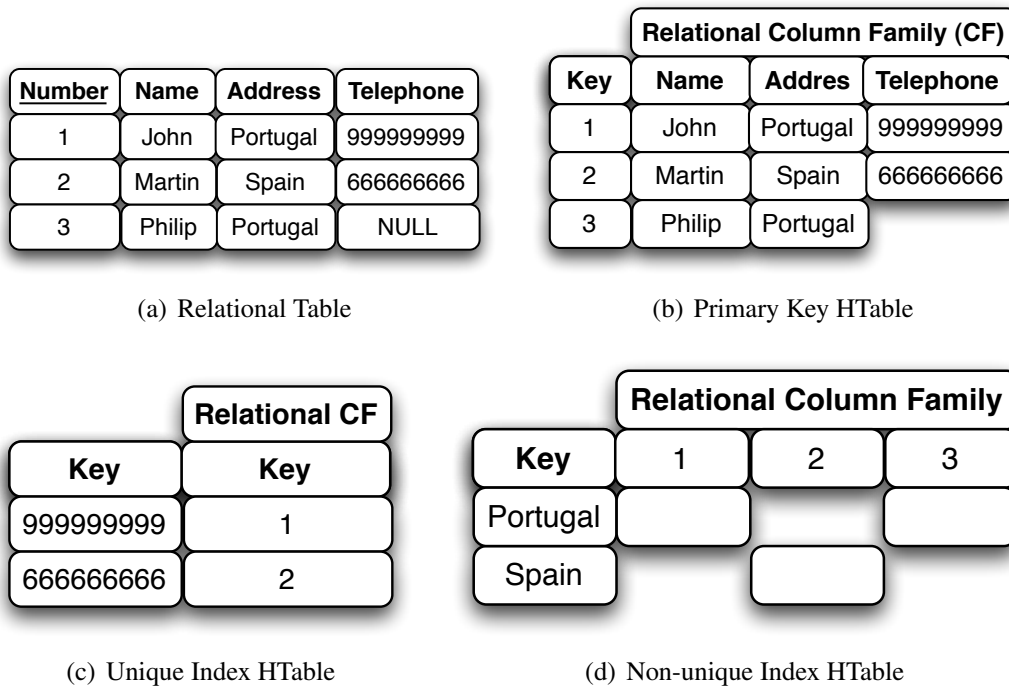 Number Name Address Telephone
1 John Portugal 999999999
2 Martin Spain 666666666
3 Philip Portugal NULL
(a) Relational Table
Relational Column Family (CF)
Key Name Addres Telephone
1 John Portugal 999999999
2 Martin Spain 666666666
3 Philip Portugal
(b) Primary Key HTable
Relational CF
Key Key
999999999 1
666666666 2
(c) Unique Index HTable
Relational Column Family
Key 1 2 3
Portugal
Spain
(d) Non-unique Index HTable